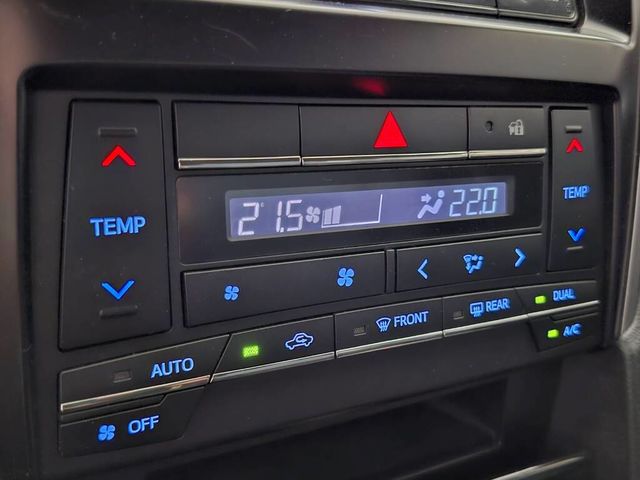 TEMP
21.5
22.0
TEMP
AUTO
FRONT
REAR
DUAL
OFF
A/C